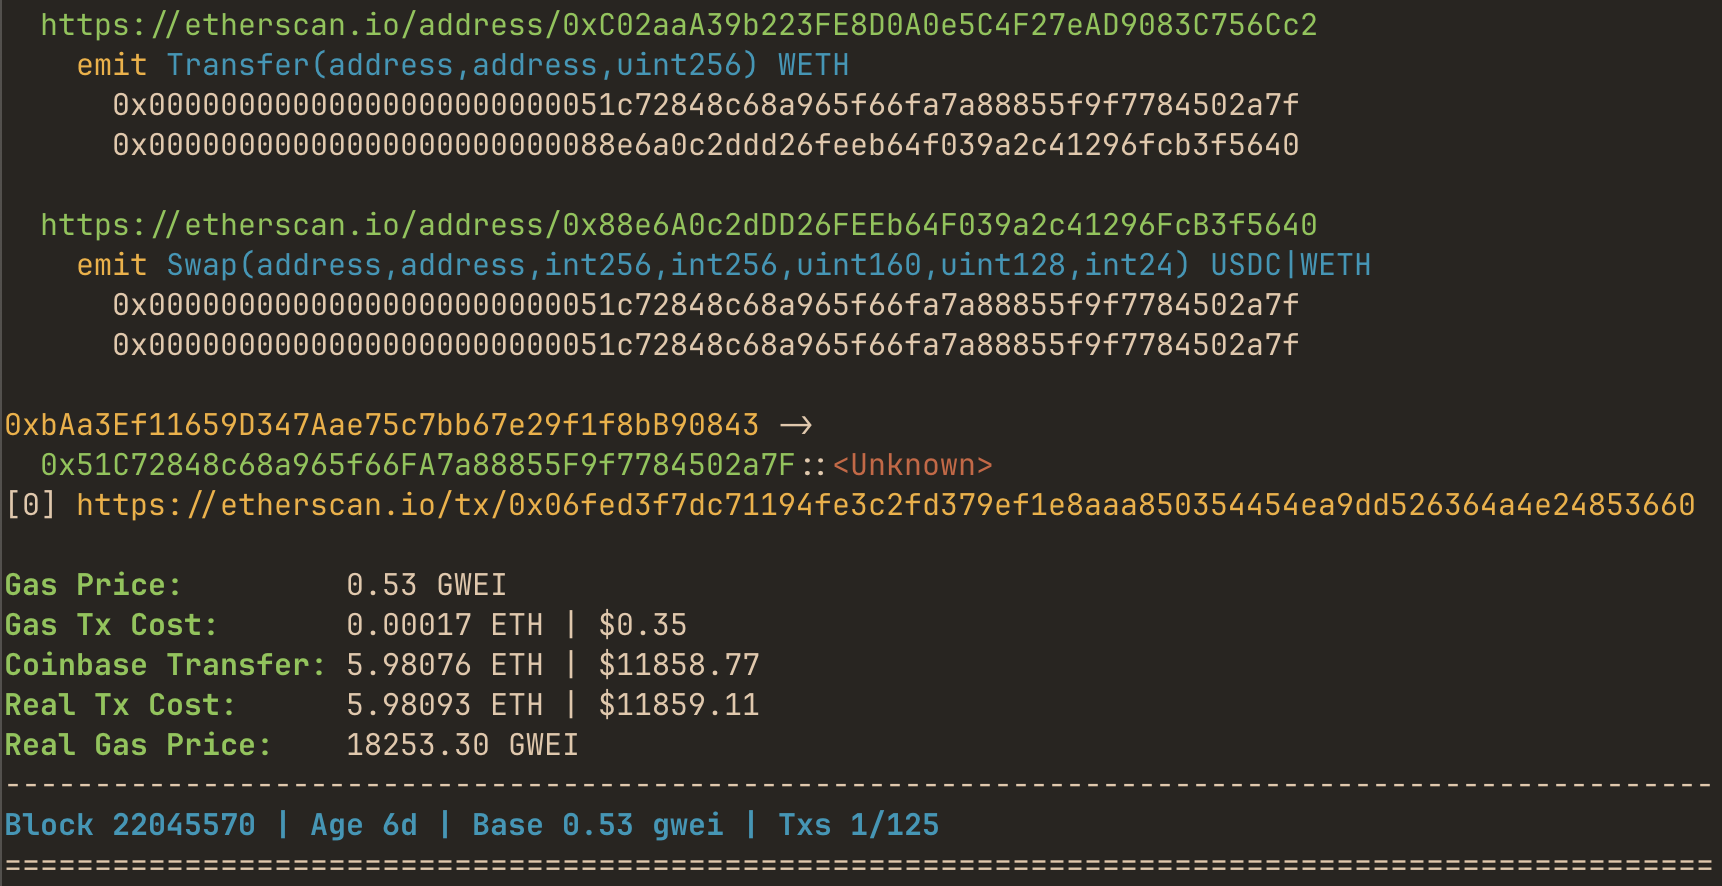 https://etherscan.io/address/0xC02aaA39b223FE8D0A0e5C4F27eAD9083C756Cc2
emit Transfer(address,address,uint256) WETH
0x00000000000000000000000051c72848c68a965f66fa7a88855f9f7784502a7f
0x00000000000000000000000088e6a0c2ddd26feeb64f039a2c41296fcb3f5640
https://etherscan.io/address/0x88e6A0c2dDD26FEEb64F039a2c41296FcB3f5640
emit Swap(address,address,int256,int256,uint160,uint128,int24) USDC|WETH
0x00000000000000000000000051c72848c68a965f66fa7a88855f9f7784502a7f
0x00000000000000000000000051c72848c68a965f66fa7a88855f9f7784502a7f
0xbAa3Ef11659D347Aae75c7bb67e29f1f8bB90843 ->
0x51C72848c68a965f66FA7a88855F9f7784502a7F::<Unknown>
[0] https://etherscan.io/tx/0x06fed3f7dc71194fe3c2fd379ef1e8aaa850354454ea9dd526364a4e24853660
Gas Price: 0.53 GWEI
Gas Tx Cost: 0.00017 ETH | $0.35
Coinbase Transfer: 5.98076 ETH | $11858.77
Real Tx Cost: 5.98093 ETH | $11859.11
Real Gas Price: 18253.30 GWEI
-----------------------------------------------------------------------------------------------
Block 22045570 | Age 6d | Base 0.53 gwei | Txs 1/125
===============================================================================================